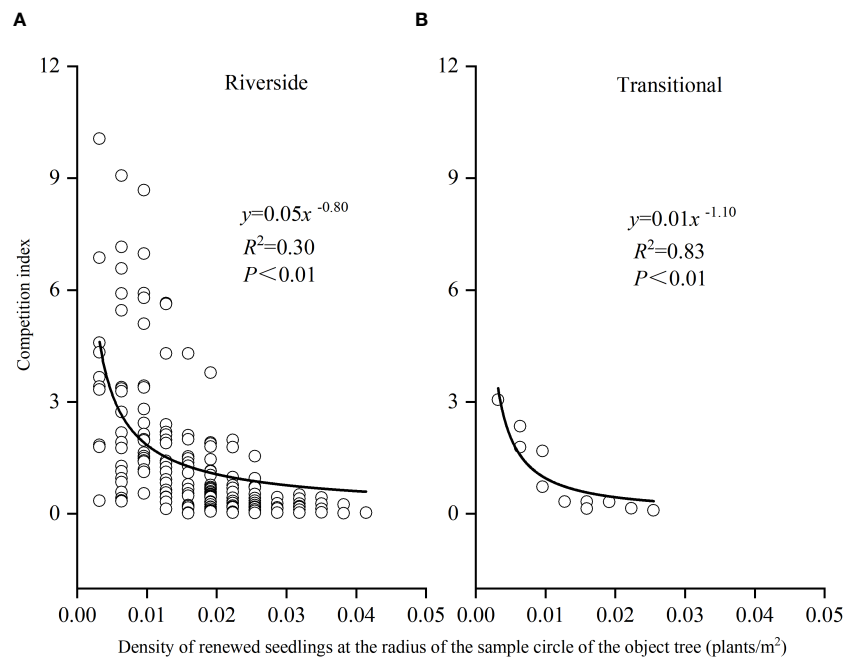 A
B
Riverside
Transitional
y=0.05x -0.80
R2=0.30
P＜0.01
y=0.01x -1.10
R2=0.83
P＜0.01
Competition index
12
9
6
3
0
12
9
6
3
0
0.00 0.01 0.02 0.03 0.04 0.05
0.00 0.01 0.02 0.03 0.04 0.05
Density of renewed seedlings at the radius of the sample circle of the object tree (plants/m2)